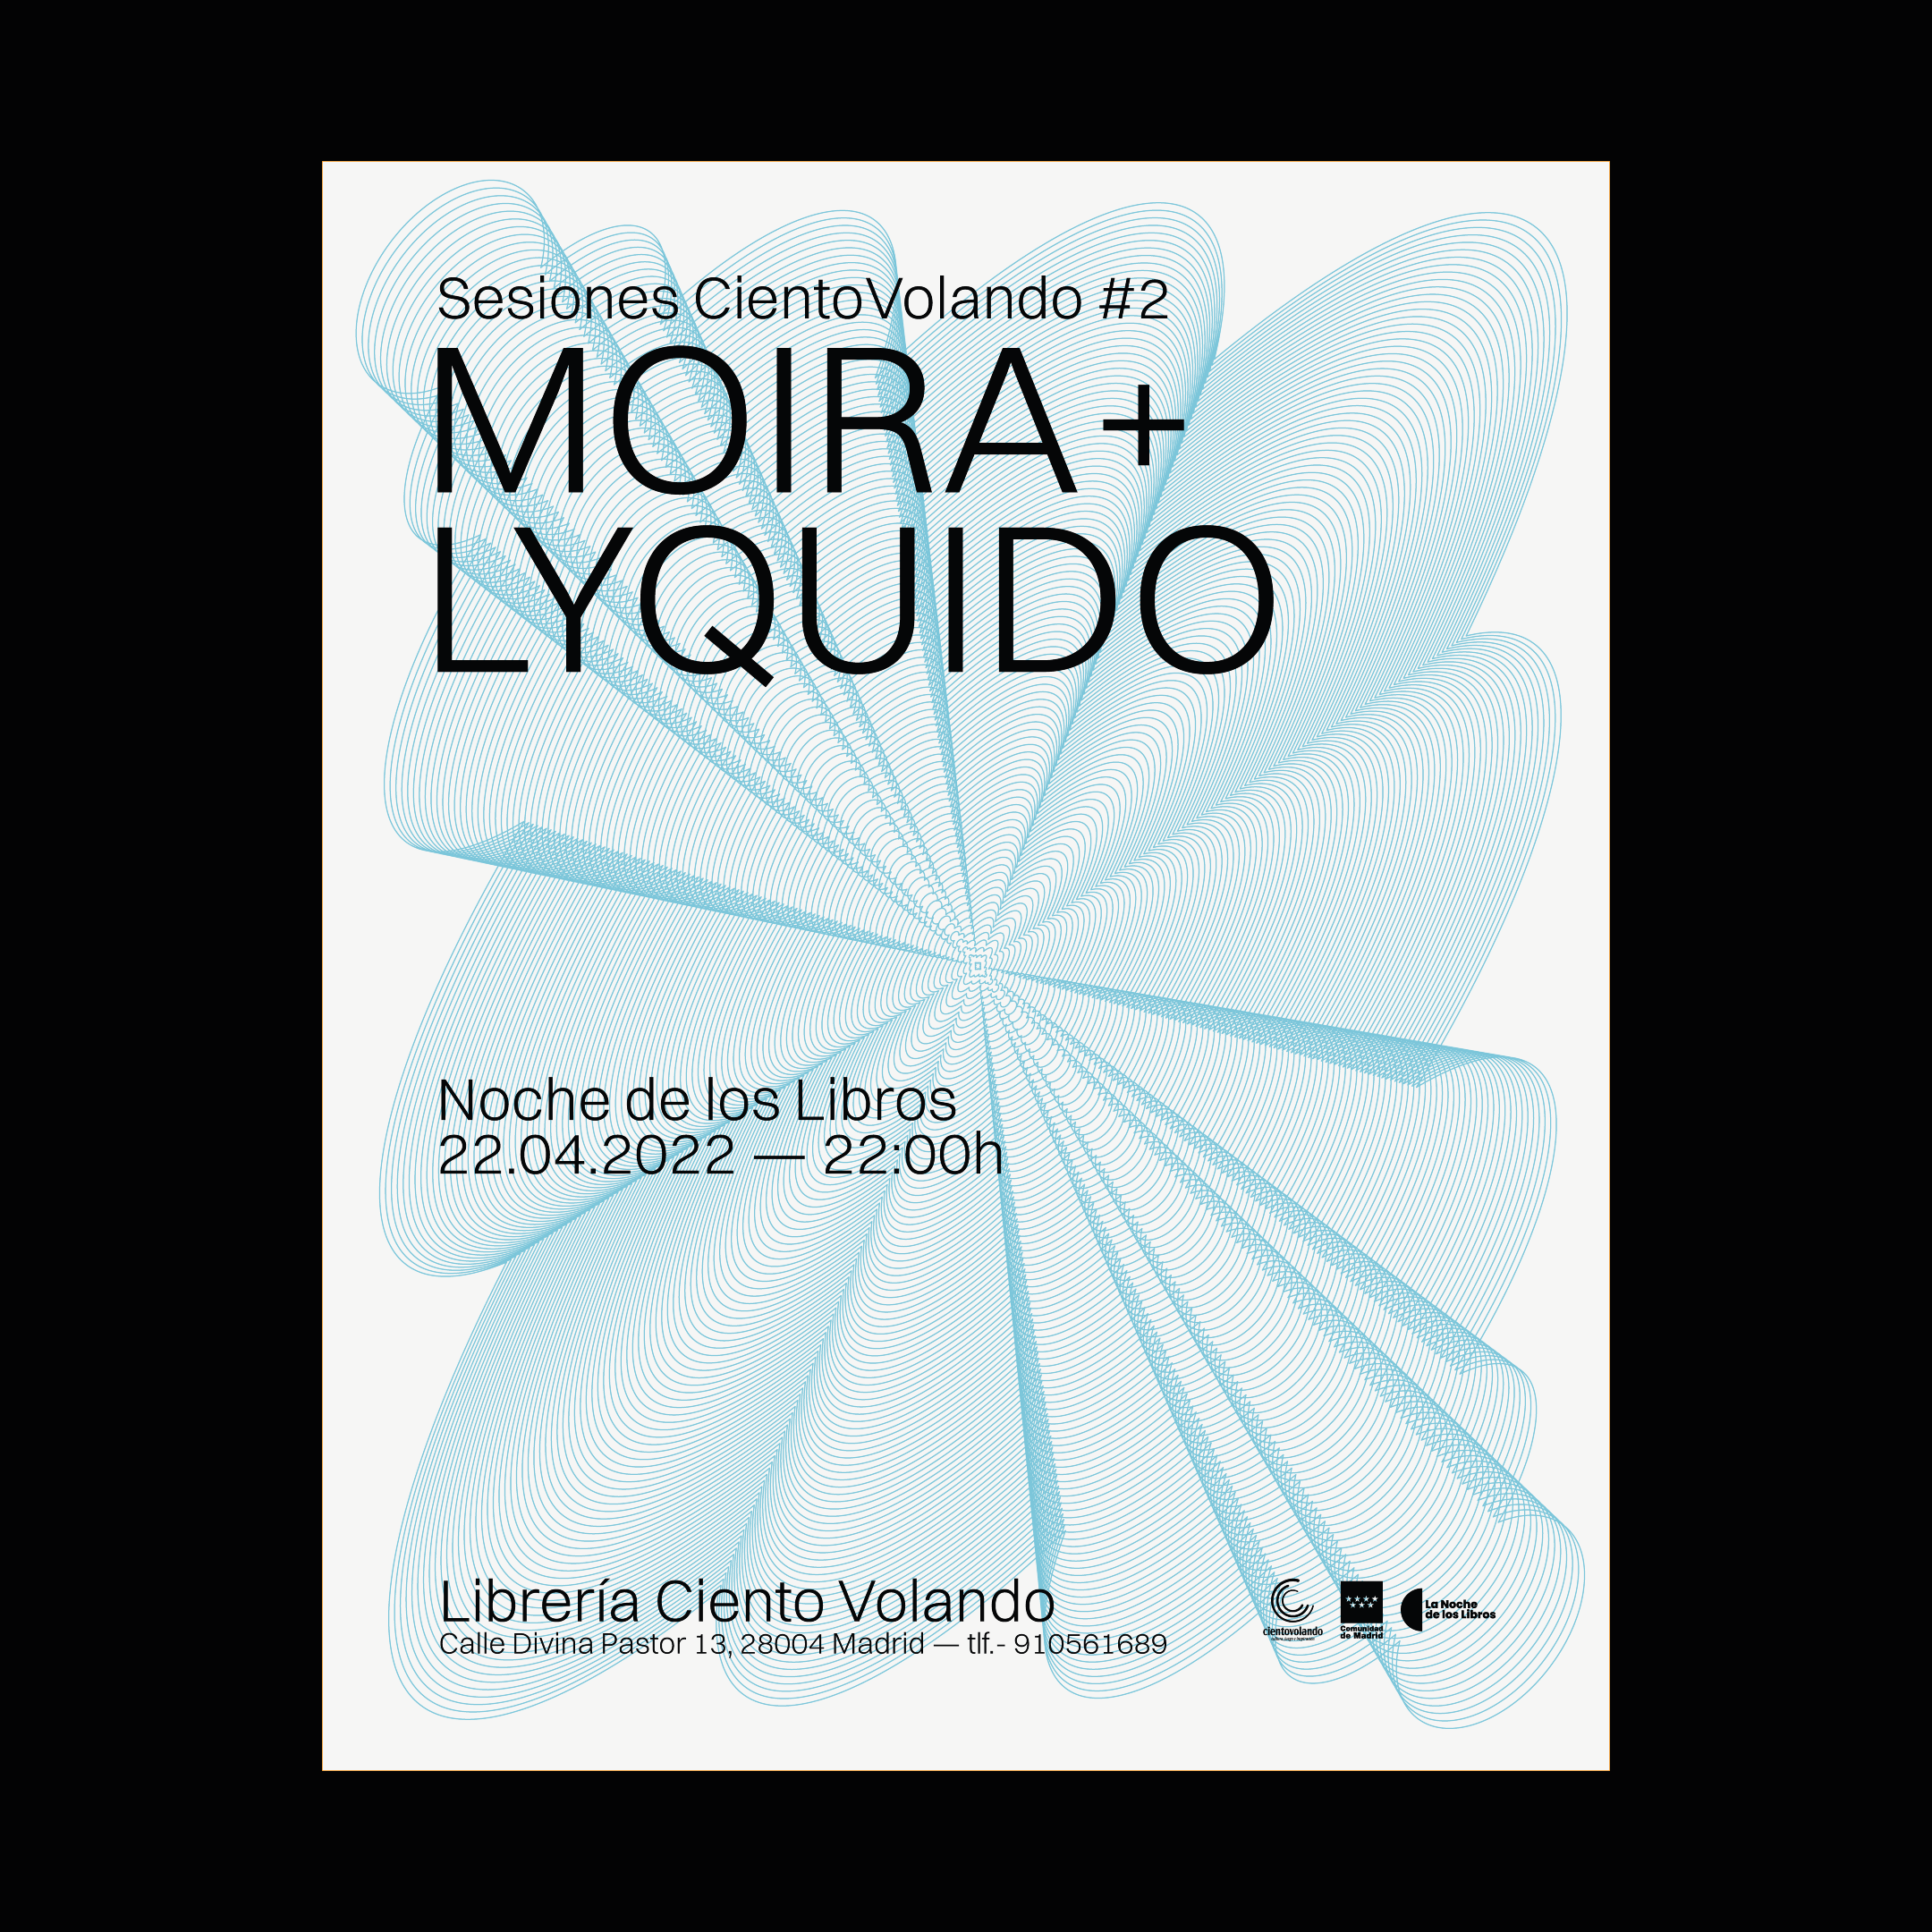 Sesiones CientoVolando #2
MOIRA +
LYQUIDO
Noche de los Libros
22.04.2022 — 22:00h
Librería Ciento Volando
Calle Divina Pastor 13, 28004 Madrid — tlf.- 910561689
cientovolando
Comunidad
de Madrid
La Noche
de los Libros